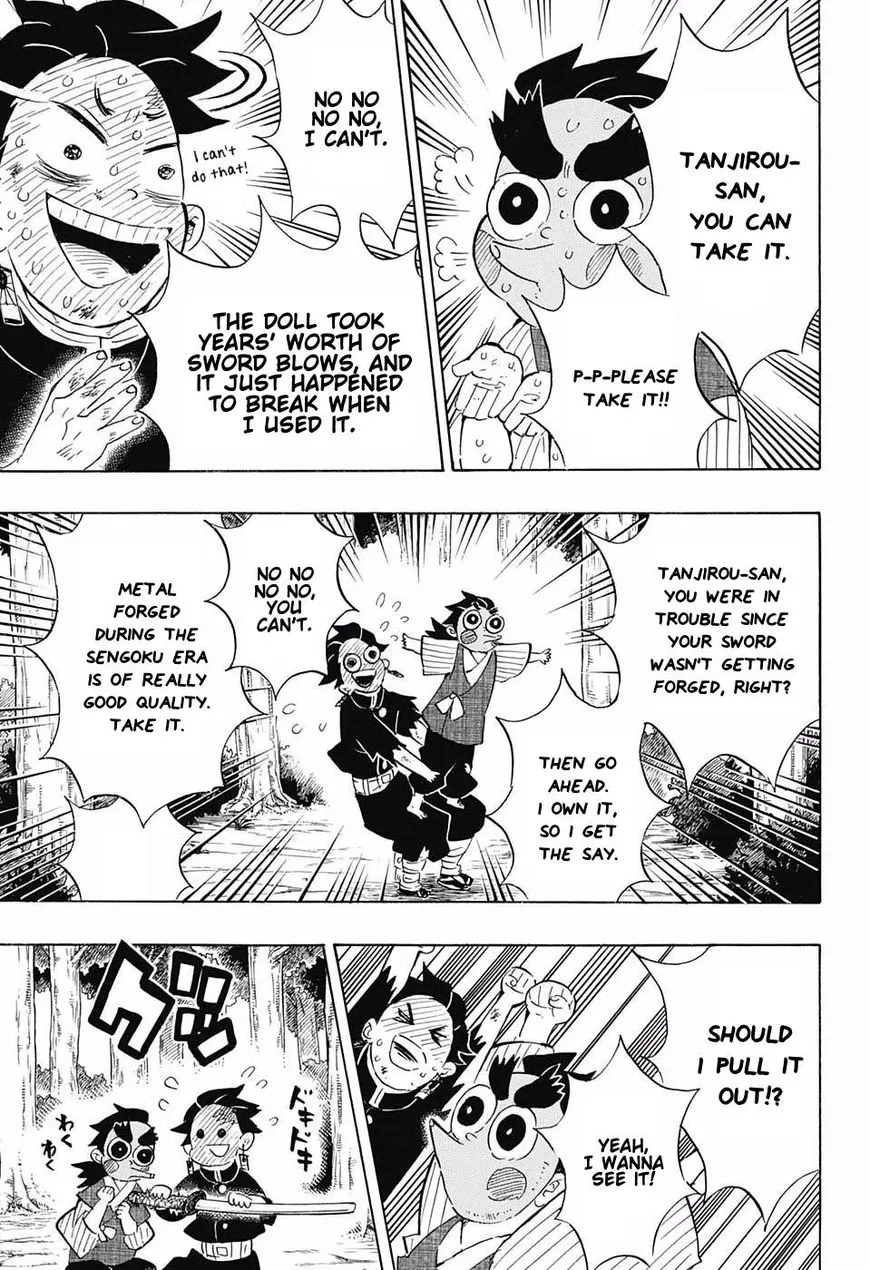 TANJIROU-
SAN,
YOU CAN
TAKE IT.
P-P-PLEASE
TAKE IT!!
NO NO
NO NO,
I CAN'T.
I can't
do that!
THE DOLL TOOK
YEARS' WORTH OF
SWORD BLOWS, AND
IT JUST HAPPENED
TO BREAK WHEN
I USED IT.
TANJIROU-SAN,
YOU WERE IN
TROUBLE SINCE
YOUR SWORD
WASN'T GETTING
FORGED, RIGHT?
THEN GO
AHEAD.
I OWN IT,
SO I GET
THE SAY.
NO NO
NO NO,
YOU
CAN'T.
METAL
FORGED
DURING THE
SENGOKU ERA
IS OF REALLY
GOOD QUALITY.
TAKE IT.
SHOULD
I PULL IT
OUT!?
YEAH,
I WANNA
SEE IT!
ググッ
ドキドキ
わくわく